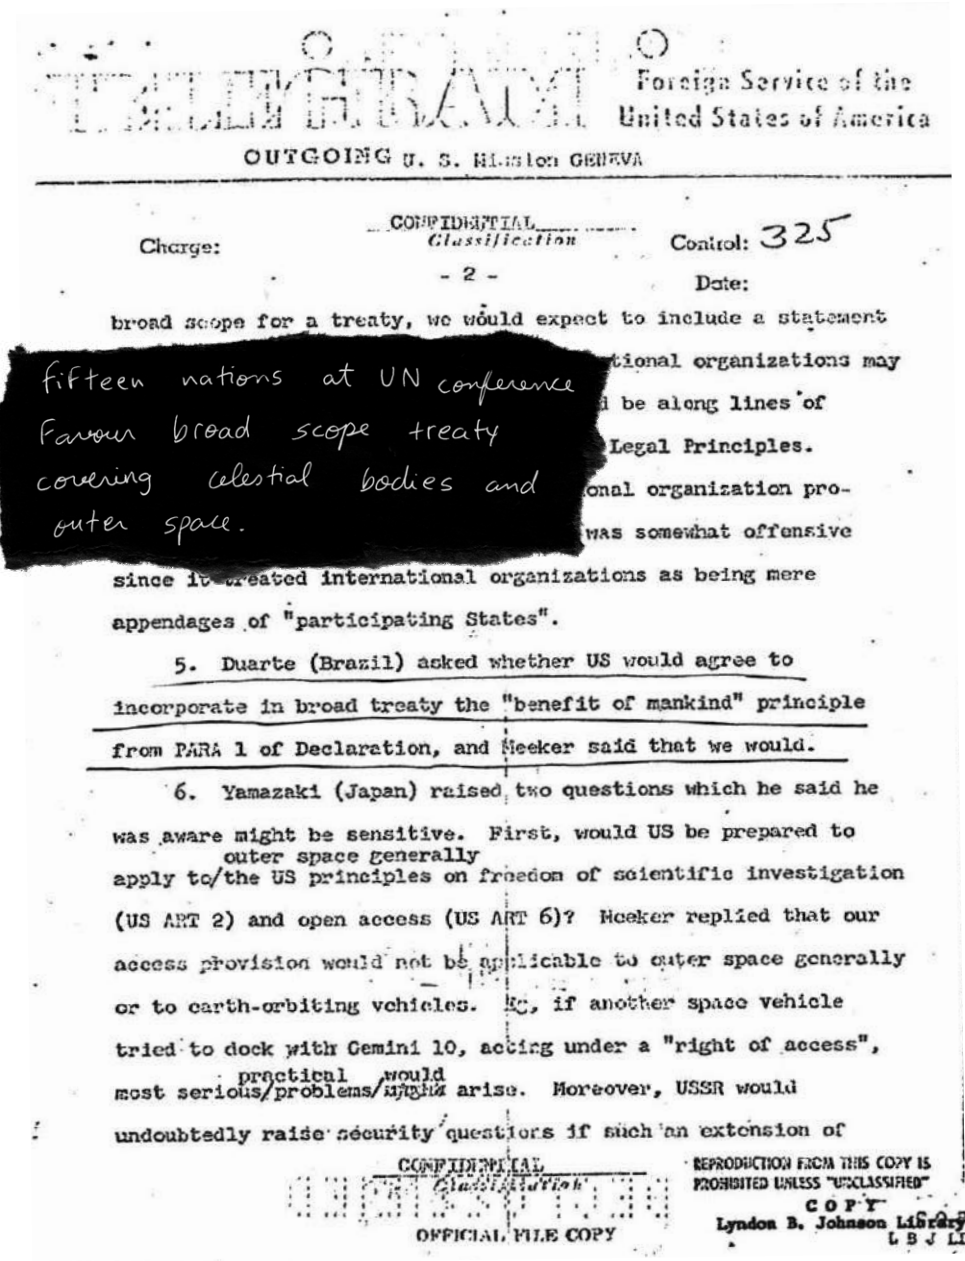 TELEGRAM
Foreign Service of the
United States of America
OUTGOING U. S. Mission GENEVA
CONFIDENTIAL
Classification
Charge:
Control: 325
- 2 -
Date:
broad scope for a treaty, we would expect to include a statement
tional organizations may
fifteen nations at UN conference
be along lines of
Favour broad scope treaty
Legal Principles.
covering celestial bodies and
onal organization pro-
outer space.
was somewhat offensive
since it treated international organizations as being mere
appendages of "participating States".
5. Duarte (Brazil) asked whether US would agree to
incorporate in broad treaty the "benefit of mankind" principle
from PARA 1 of Declaration, and Meeker said that we would.
6. Yamazaki (Japan) raised two questions which he said he
was aware might be sensitive. First, would US be prepared to
outer space generally
apply to/the US principles on freedom of scientific investigation
(US ART 2) and open access (US ART 6)? Meeker replied that our
access provision would not be applicable to outer space generally
or to earth-orbiting vehicles. if another space vehicle
tried to dock with Gemini 10, acting under a "right of access",
practical would
most serious/problems/ arise. Moreover, USSR would
undoubtedly raise security questions if such an extension of
CONFIDENTIAL
Classification
OFFICIAL FILE COPY
REPRODUCTION FROM THIS COPY IS
PROHIBITED UNLESS "UNCLASSIFIED"
COPY
Lyndon B. Johnson Library
LBJ LI